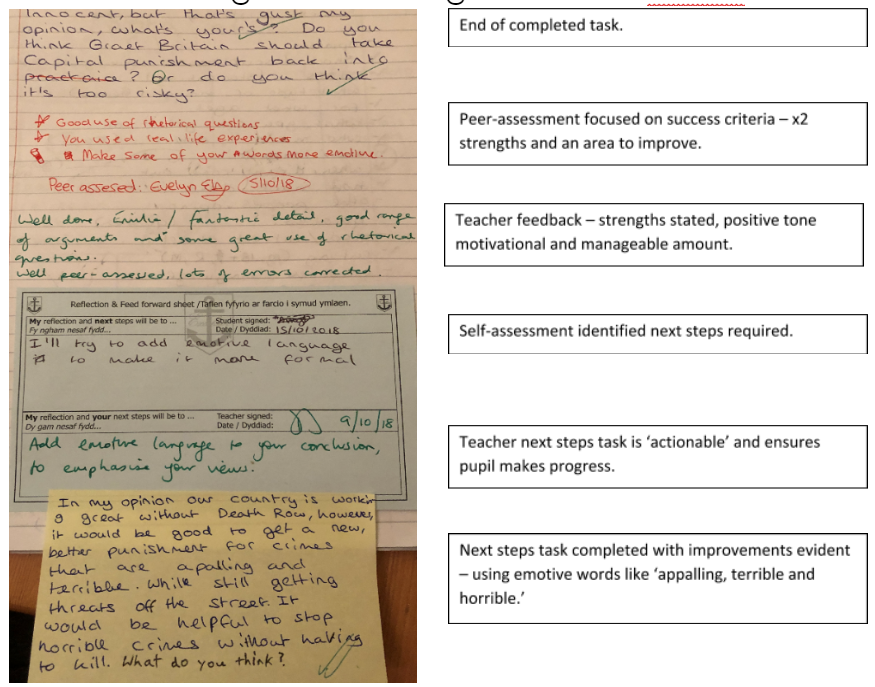 Innocent, but that's gust my
opinion, what's your's? Do you
think Graet Britain should take
Capital punishment back into
practaice? Or do you think
it's too risky?
Good use of rhetorical questions
You used real-life experiences
Make some of your words more emotive.
Peer assesed: Evelyn 5/10/18
Well done, Emilie / fantastic detail, good range
of arguments and some great use of rhetorical
question.
Well peer-assessed, lots of errors corrected.
Reflection & Feed forward sheet /Taflen fyfyrio ar farcio i symud ymlaen.
My reflection and next steps will be to ...
Fy ngham nesaf fydd...
Student signed:
Date / Dyddiad: 15/10/2018
I'll try to add emotive language
to make it more formal
My reflection and your next steps will be to ...
Dy gam nesaf fydd...
Teacher signed:
Date / Dyddiad: 9/10/18
Add emotive language to your conclusion,
to emphasise your views.
In my opinion our country is workin
g great without Death Row, however,
it would be good to get a new,
better punishment for crimes
that are apalling and
terribble. While still getting
threats off the street. It
would be helpful to stop
horrible crimes without having
to kill. What do you think?
End of completed task.
Peer-assessment focused on success criteria – x2
strengths and an area to improve.
Teacher feedback – strengths stated, positive tone
motivational and manageable amount.
Self-assessment identified next steps required.
Teacher next steps task is ‘actionable’ and ensures
pupil makes progress.
Next steps task completed with improvements evident
– using emotive words like ‘appalling, terrible and
horrible.’